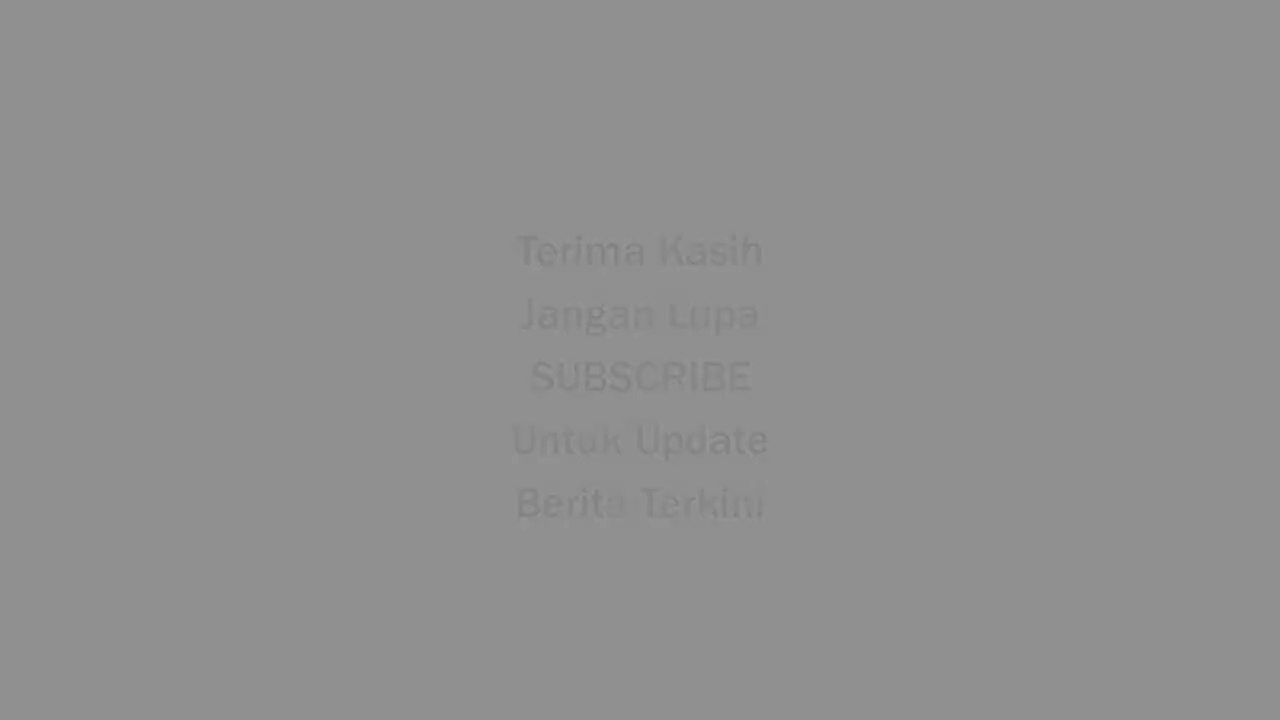 Terima Kasih
Jangan Lupa
SUBSCRIBE
Untuk Update
Berita Terkini